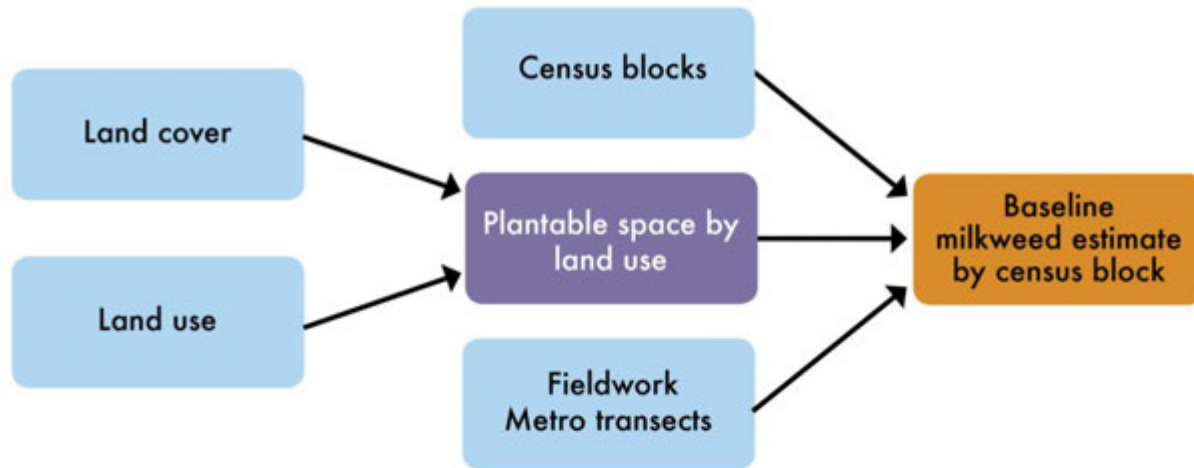 Land cover
Land use
Census blocks
Plantable space by
land use
Fieldwork
Metro transects
Baseline
milkweed estimate
by census block